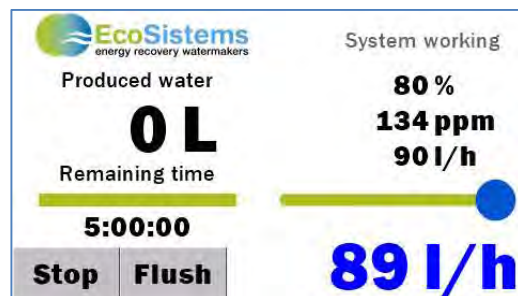 EcoSistems
energy recovery watermakers
Produced water
0 L
Remaining time
5:00:00
Stop
Flush
System working
80 %
134 ppm
90 l/h
89 l/h